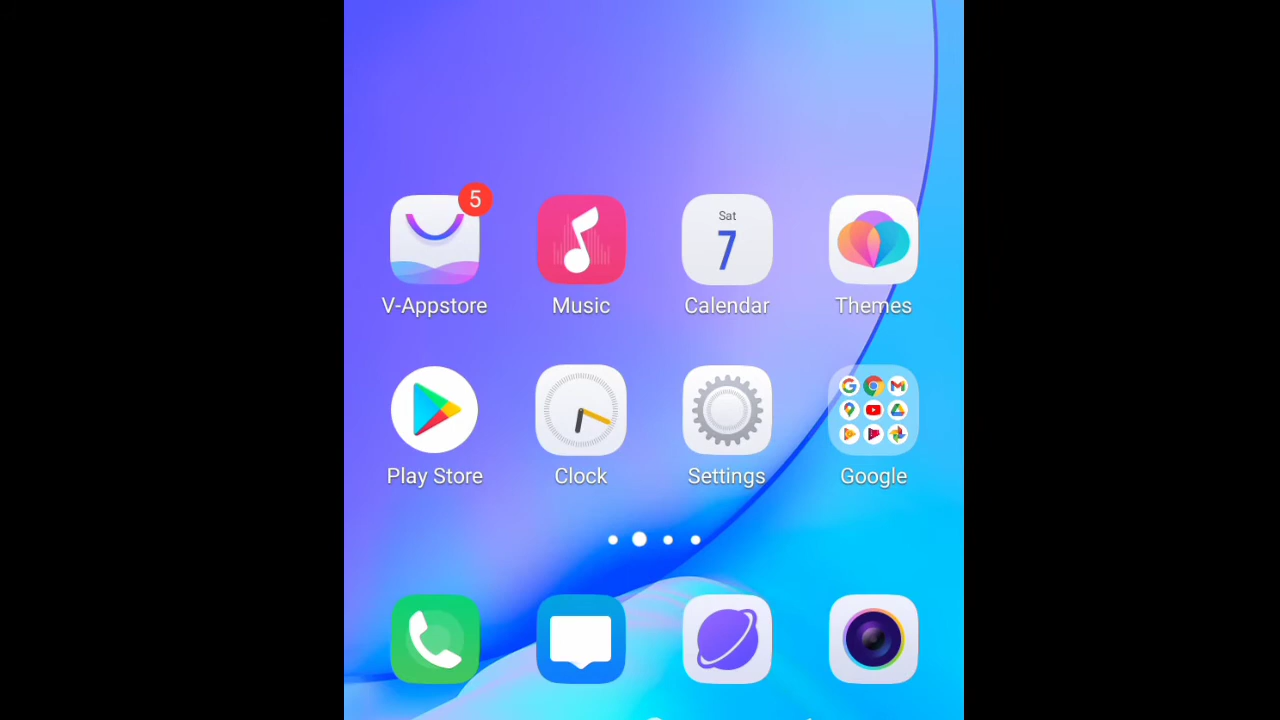 5
Sat
7
V-Appstore
Music
Calendar
Themes
Play Store
Clock
Settings
Google